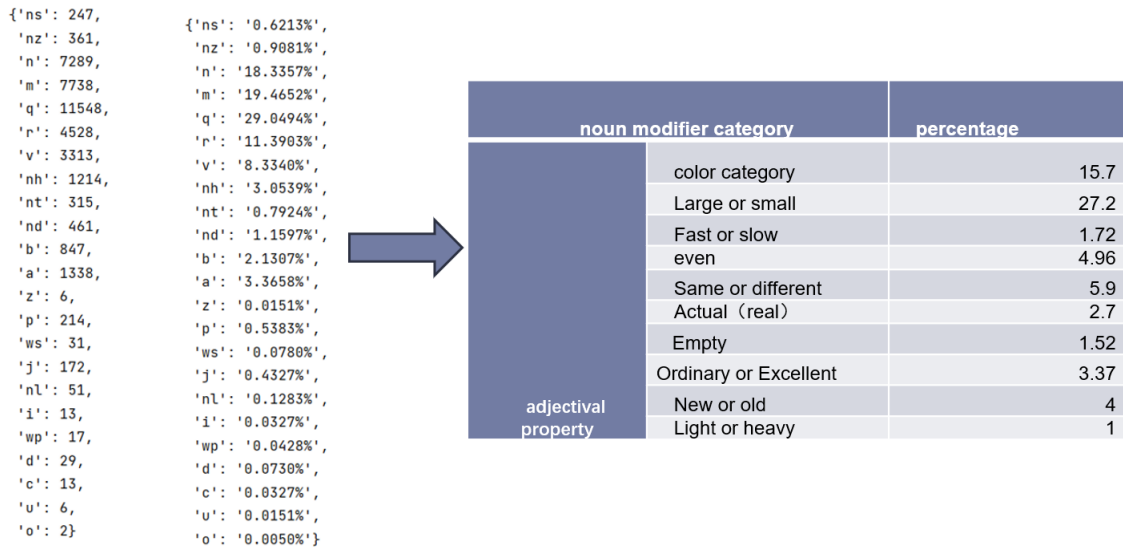 {'ns': 247,
'nz': 361,
'n': 7289,
'm': 7738,
'q': 11548,
'r': 4528,
'v': 3313,
'nh': 1214,
'nt': 315,
'nd': 461,
'b': 847,
'a': 1338,
'z': 6,
'p': 214,
'ws': 31,
'j': 172,
'nl': 51,
'i': 13,
'wp': 17,
'd': 29,
'c': 13,
'u': 6,
'o': 2}
{'ns': '0.6213%',
'nz': '0.9081%',
'n': '18.3357%',
'm': '19.4652%',
'q': '29.0494%',
'r': '11.3903%',
'v': '8.3340%',
'nh': '3.0539%',
'nt': '0.7924%',
'nd': '1.1597%',
'b': '2.1307%',
'a': '3.3658%',
'z': '0.0151%',
'p': '0.5383%',
'ws': '0.0780%',
'j': '0.4327%',
'nl': '0.1283%',
'i': '0.0327%',
'wp': '0.0428%',
'd': '0.0730%',
'c': '0.0327%',
'u': '0.0151%',
'o': '0.0050%'}
noun modifier category percentage
color category 15.7
Large or small 27.2
Fast or slow 1.72
even 4.96
Same or different 5.9
Actual（real） 2.7
Empty 1.52
Ordinary or Excellent 3.37
adjectival New or old 4
property Light or heavy 1